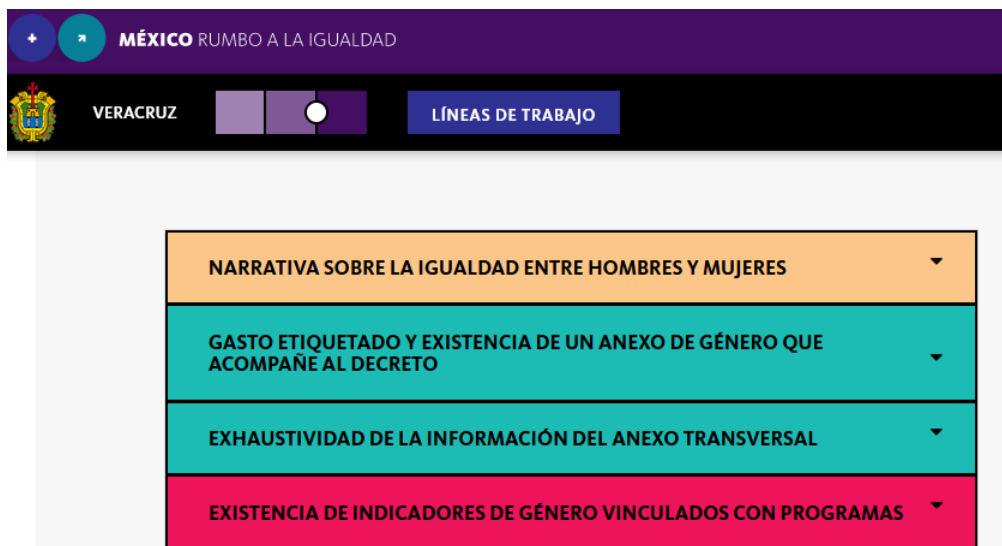 MÉXICO RUMBO A LA IGUALDAD
VERACRUZ
LÍNEAS DE TRABAJO
NARRATIVA SOBRE LA IGUALDAD ENTRE HOMBRES Y MUJERES
GASTO ETIQUETADO Y EXISTENCIA DE UN ANEXO DE GÉNERO QUE
ACOMPAÑE AL DECRETO
EXHAUSTIVIDAD DE LA INFORMACIÓN DEL ANEXO TRANSVERSAL
EXISTENCIA DE INDICADORES DE GÉNERO VINCULADOS CON PROGRAMAS